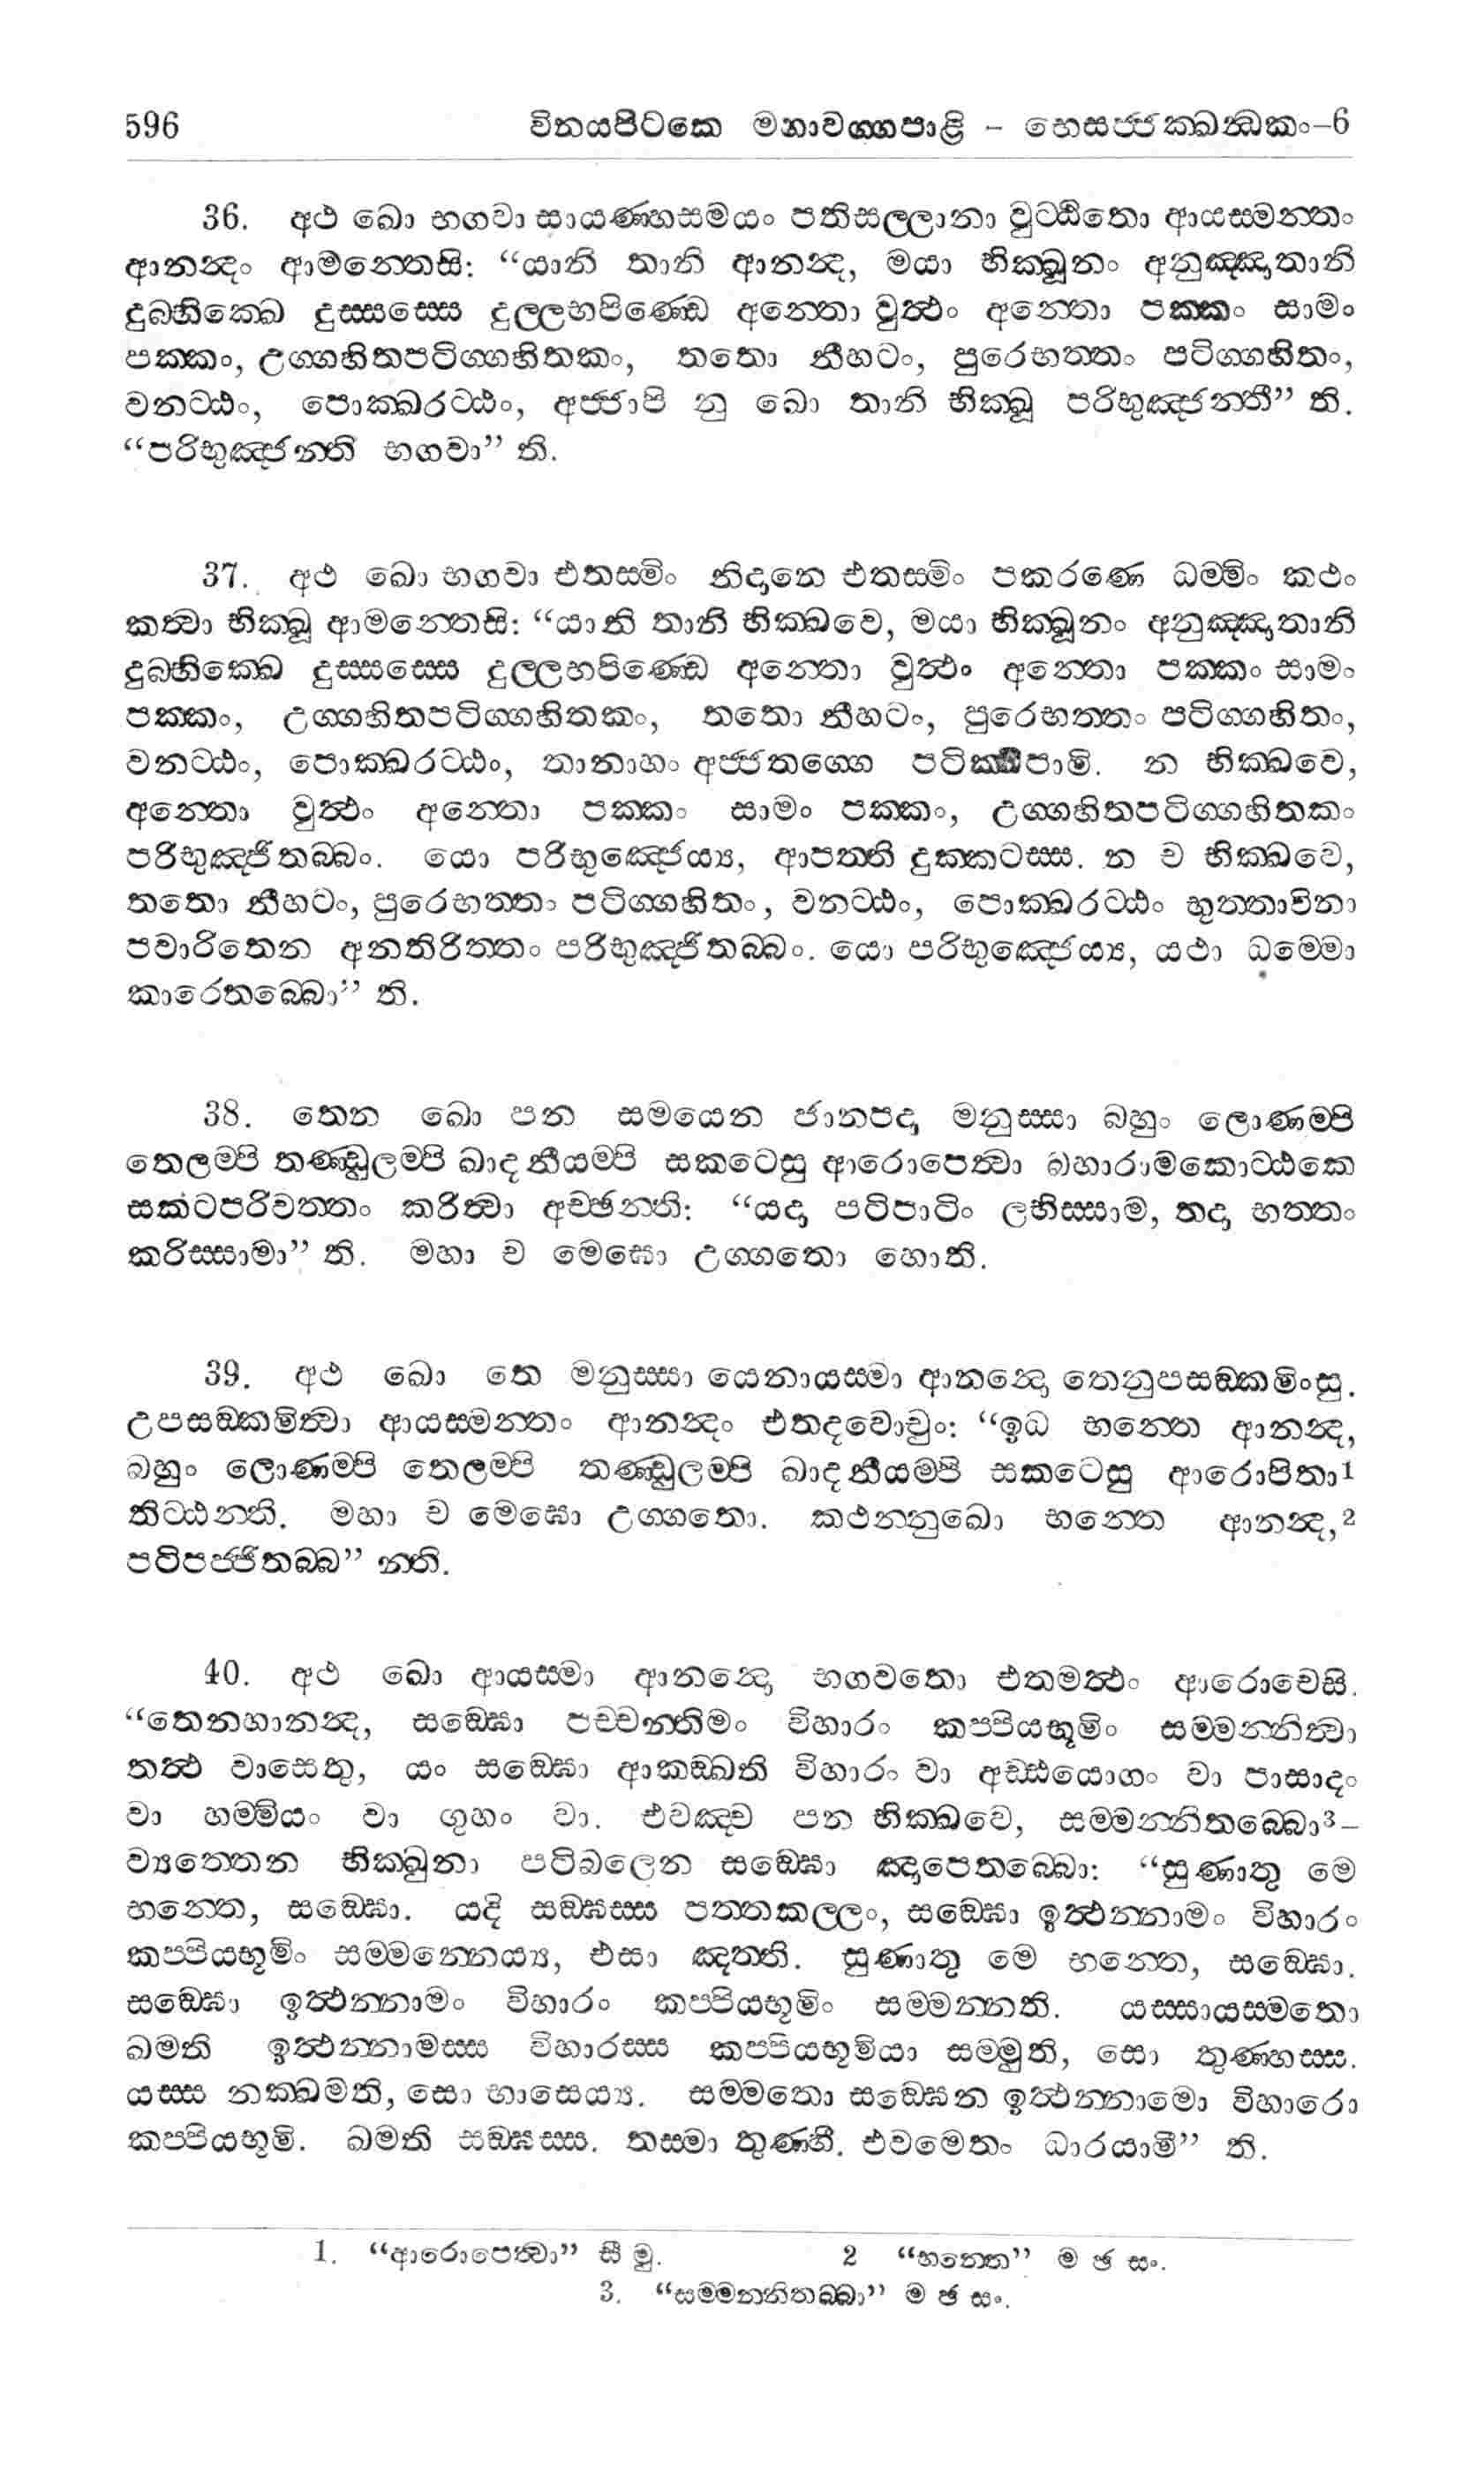 596 විනයපිටකෙ මහාවග්ගපාළි – භෙසජ්ජක්ඛන්ධකං–6
36. අථ ඛො භගවා සායණ්හසමයං පතිසල්ලානා වුට්ඨිතො ආයස්මන්තං
ආනන්දං ආමන්තෙසි: “යානි තානි ආනන්ද, මයා භික්ඛූනං අනුඤ්ඤාතානි
දුබ්භික්ඛෙ දුස්සස්සෙ දුල්ලභපිණ්ඩෙ අන්තො වුත්ථං අන්තො පක්කං සාමං
පක්කං, උග්ගහිතපටිග්ගහිතකං, තතො නීහටං, පුරෙභත්තං පටිග්ගහිතං,
වනට්ඨං, පොක්ඛරට්ඨං, අජ්ජාපි නු ඛො තානි භික්ඛූ පරිභුඤ්ජන්තී” ති.
“පරිභුඤ්ජන්ති භගවා” ති.
37. අථ ඛො භගවා එතස්මිං නිදානෙ එතස්මිං පකරණෙ ධම්මිං කථං
කත්වා භික්ඛූ ආමන්තෙසි: “යානි තානි භික්ඛවෙ, මයා භික්ඛූනං අනුඤ්ඤාතානි
දුබ්භික්ඛෙ දුස්සස්සෙ දුල්ලභපිණ්ඩෙ අන්තො වුත්ථං අන්තො පක්කං සාමං
පක්කං, උග්ගහිතපටිග්ගහිතකං, තතො නීහටං, පුරෙභත්තං පටිග්ගහිතං,
වනට්ඨං, පොක්ඛරට්ඨං, තානාහං අජ්ජතග්ගෙ පටික්ඛිපාමි. න භික්ඛවෙ,
අන්තො වුත්ථං අන්තො පක්කං සාමං පක්කං, උග්ගහිතපටිග්ගහිතකං
පරිභුඤ්ජිතබ්බං. යො පරිභුඤ්ජෙය්‍ය, ආපත්ති දුක්කටස්ස. න ච භික්ඛවෙ,
තතො නීහටං, පුරෙභත්තං පටිග්ගහිතං, වනට්ඨං, පොක්ඛරට්ඨං භුත්තාවිනා
පවාරිතෙන අනතිරිත්තං පරිභුඤ්ජිතබ්බං. යො පරිභුඤ්ජෙය්‍ය, යථා ධම්මො
කාරෙතබ්බො” ති.
38. තෙන ඛො පන සමයෙන ජානපදා මනුස්සා බහුං ලොණම්පි
තෙලම්පි තණ්ඩුලම්පි ඛාදනීයම්පි සකටෙසු ආරොපෙත්වා බහාරාමකොට්ඨකෙ
සකටපරිවත්තං කරිත්වා අච්ඡන්ති: “යදා පටිපාටිං ලභිස්සාම, තදා භත්තං
කරිස්සාමා” ති. මහා ච මෙඝො උග්ගතො හොති.
39. අථ ඛො තෙ මනුස්සා යෙනායස්මා ආනන්දො තෙනුපසඞ්කමිංසු.
උපසඞ්කමිත්වා ආයස්මන්තං ආනන්දං එතදවොචුං: “ඉධ භන්තෙ ආනන්ද,
බහුං ලොණම්පි තෙලම්පි තණ්ඩුලම්පි ඛාදනීයම්පි සකටෙසු ආරොපිතා1
තිට්ඨන්ති. මහා ච මෙඝො උග්ගතො. කථන්නුඛො භන්තෙ ආනන්ද,2
පටිපජ්ජිතබ්බ” න්ති.
40. අථ ඛො ආයස්මා ආනන්දො භගවතො එතමත්ථං ආරොචෙසි.
“තෙනහානන්ද, සඞ්ඝො පච්චන්තිමං විහාරං කප්පියභූමිං සම්මන්නිත්වා
තත්ථ වාසෙතු, යං සඞ්ඝො ආකඞ්ඛති විහාරං වා අඩ්ඪයොගං වා පාසාදං
වා හම්මියං වා ගුහං වා. එවඤ්ච පන භික්ඛවෙ, සම්මන්නිතබ්බො3–
ව්‍යත්තෙන භික්ඛුනා පටිබලෙන සඞ්ඝො ඤාපෙතබ්බො: “සුණාතු මෙ
භන්තෙ, සඞ්ඝො. යදි සඞ්ඝස්ස පත්තකල්ලං, සඞ්ඝො ඉත්ථන්නාමං විහාරං
කප්පියභූමිං සම්මන්නෙය්‍ය, එසා ඤත්ති. සුණාතු මෙ භන්තෙ, සඞ්ඝො.
සඞ්ඝො ඉත්ථන්නාමං විහාරං කප්පියභූමිං සම්මන්නති. යස්සායස්මතො
ඛමති ඉත්ථන්නාමස්ස විහාරස්ස කප්පියභූමියා සම්මුති, සො තුණ්හස්ස.
යස්ස නක්ඛමති, සො භාසෙය්‍ය. සම්මතො සඞ්ඝෙන ඉත්ථන්නාමො විහාරො
කප්පියභූමි. ඛමති සඞ්ඝස්ස. තස්මා තුණ්හී. එවමෙතං ධාරයාමී” ති.
1. “ආරොපෙත්වා” සී මු. 2 “භන්තෙ” ම ඡ සං.
3. “සම්මන්නිතබ්බා” ම ඡ සං.